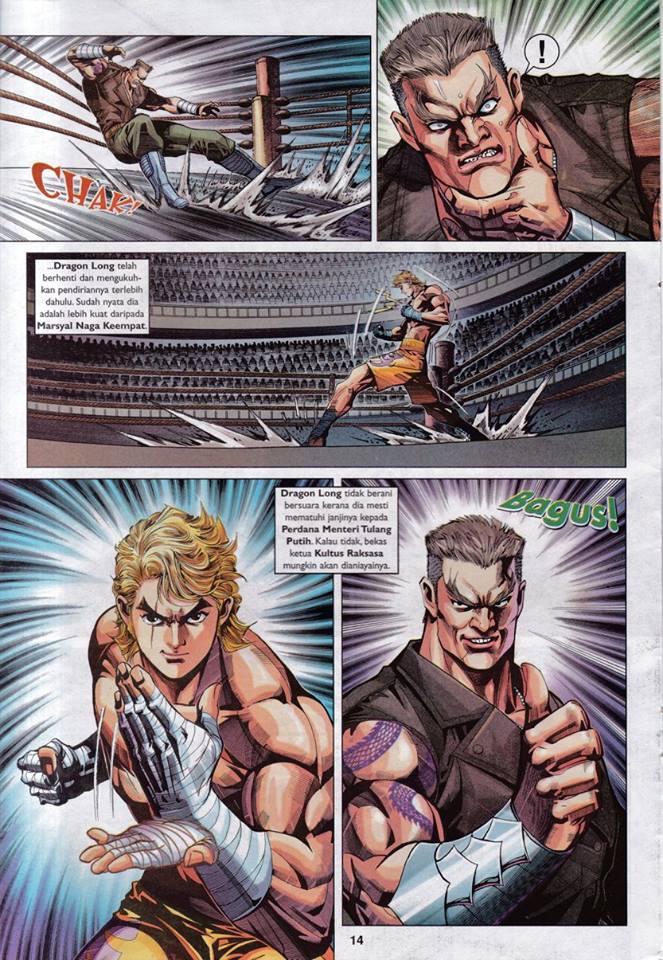 CHAK!
!
...Dragon Long telah
berhenti dan mengukuh-
kan pendiriannya terlebih
dahulu. Sudah nyata dia
adalah lebih kuat daripada
Marsyal Naga Keempat.
Dragon Long tidak berani
bersuara kerana dia mesti
mematuhi janjinya kepada
Perdana Menteri Tulang
Putih. Kalau tidak, bekas
ketua Kultus Raksasa
mungkin akan dianiayainya.
Bagus!
14